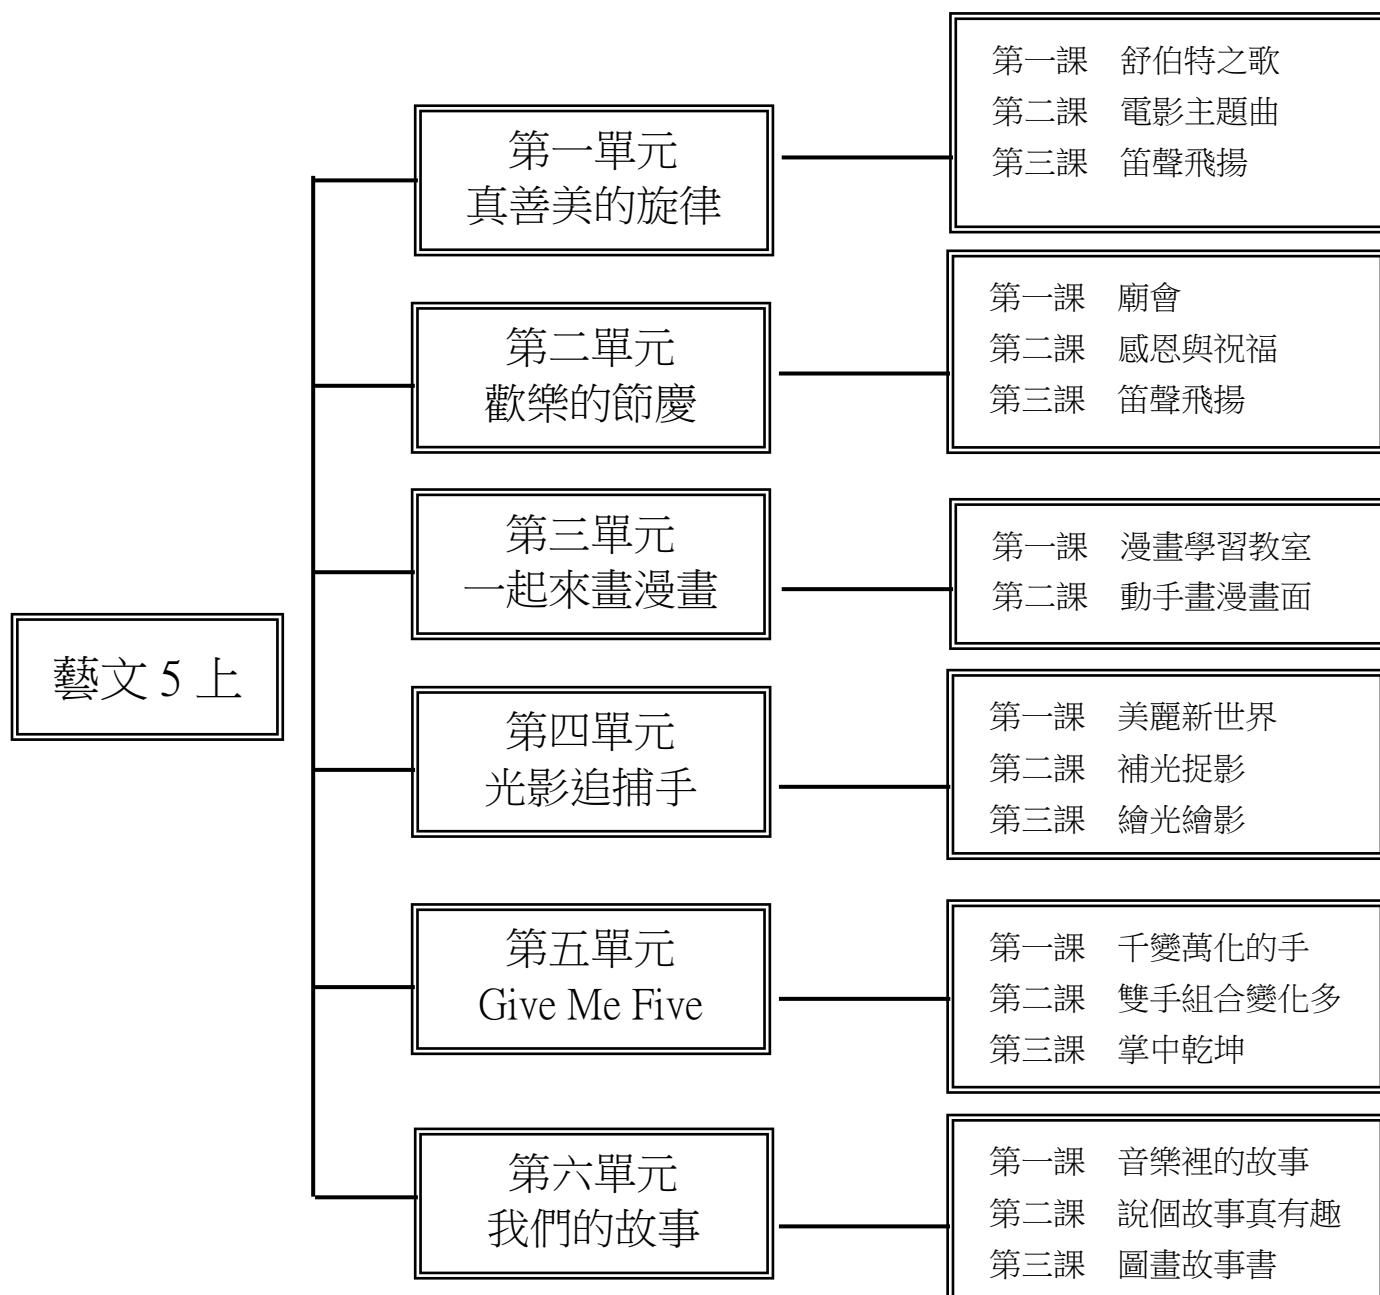 藝文 5 上
第一單元
真善美的旋律
第一課　舒伯特之歌
第二課　電影主題曲
第三課　笛聲飛揚
第二單元
歡樂的節慶
第一課　廟會
第二課　感恩與祝福
第三課　笛聲飛揚
第三單元
一起來畫漫畫
第一課　漫畫學習教室
第二課　動手畫漫畫面
第四單元
光影追捕手
第一課　美麗新世界
第二課　補光捉影
第三課　繪光繪影
第五單元
Give Me Five
第一課　千變萬化的手
第二課　雙手組合變化多
第三課　掌中乾坤
第六單元
我們的故事
第一課　音樂裡的故事
第二課　說個故事真有趣
第三課　圖畫故事書